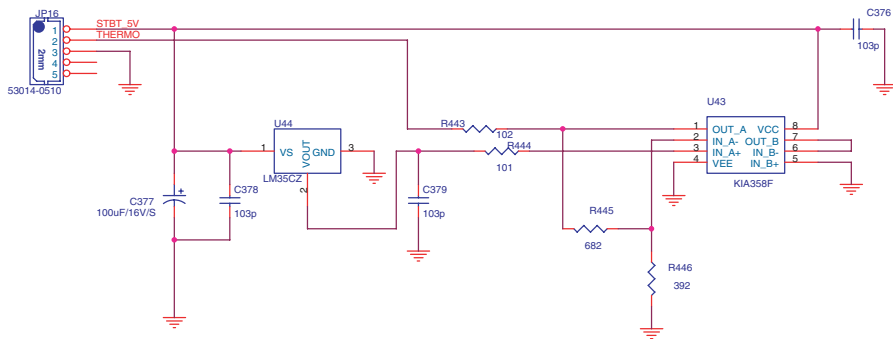 JP16
STBT_5V
1
THERMO
2
3
4
5
2mm
53014-0510
C376
103p
U43
R443
102
R444
101
1 OUT_A VCC 8
2 IN_A- OUT_B 7
3 IN_A+ IN_B- 6
4 VEE IN_B+ 5
KIA358F
U44
1 VS VOUT GND 3
2
LM35CZ
C377
100uF/16V/S
+
C378
103p
C379
103p
R445
682
R446
392